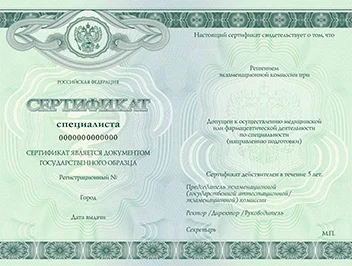 РОССИЙСКАЯ ФЕДЕРАЦИЯ
СЕРТИФИКАТ
специалиста
0000000000000
СЕРТИФИКАТ ЯВЛЯЕТСЯ ДОКУМЕНТОМ
ГОСУДАРСТВЕННОГО ОБРАЗЦА
Регистрационный №
Город
Дата выдачи
Настоящий сертификат свидетельствует о том, что
Решением
экзаменационной комиссии при
Допущен к осуществлению медицинской
или фармацевтической деятельности
по специальности
(направлению подготовки)
Сертификат действителен в течение 5 лет.
Председатель экзаменационной
(государственной аттестационной/
экзаменационной) комиссии
Ректор /Директор /Руководитель
Секретарь
М.П.